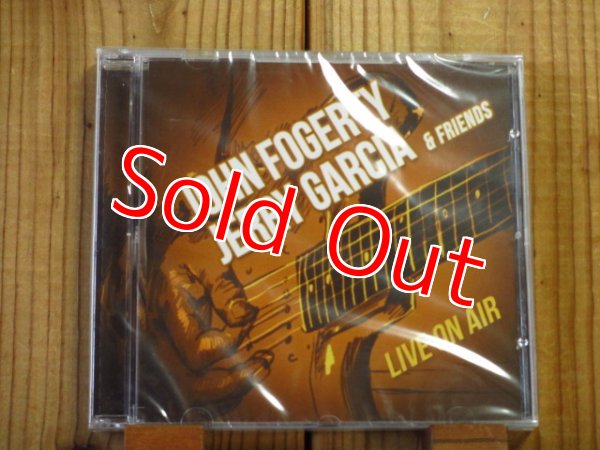 JOHN FOGERTY
JERRY GARCIA & FRIENDS
Sold Out
LIVE ON AIR